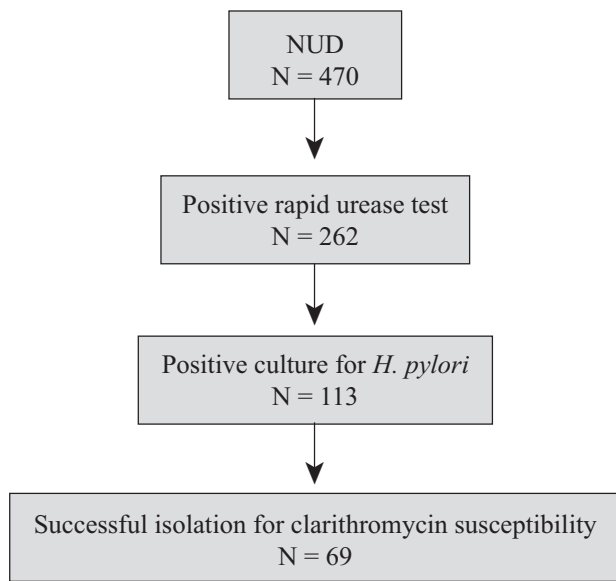 NUD
N = 470
Positive rapid urease test
N = 262
Positive culture for H. pylori
N = 113
Successful isolation for clarithromycin susceptibility
N = 69